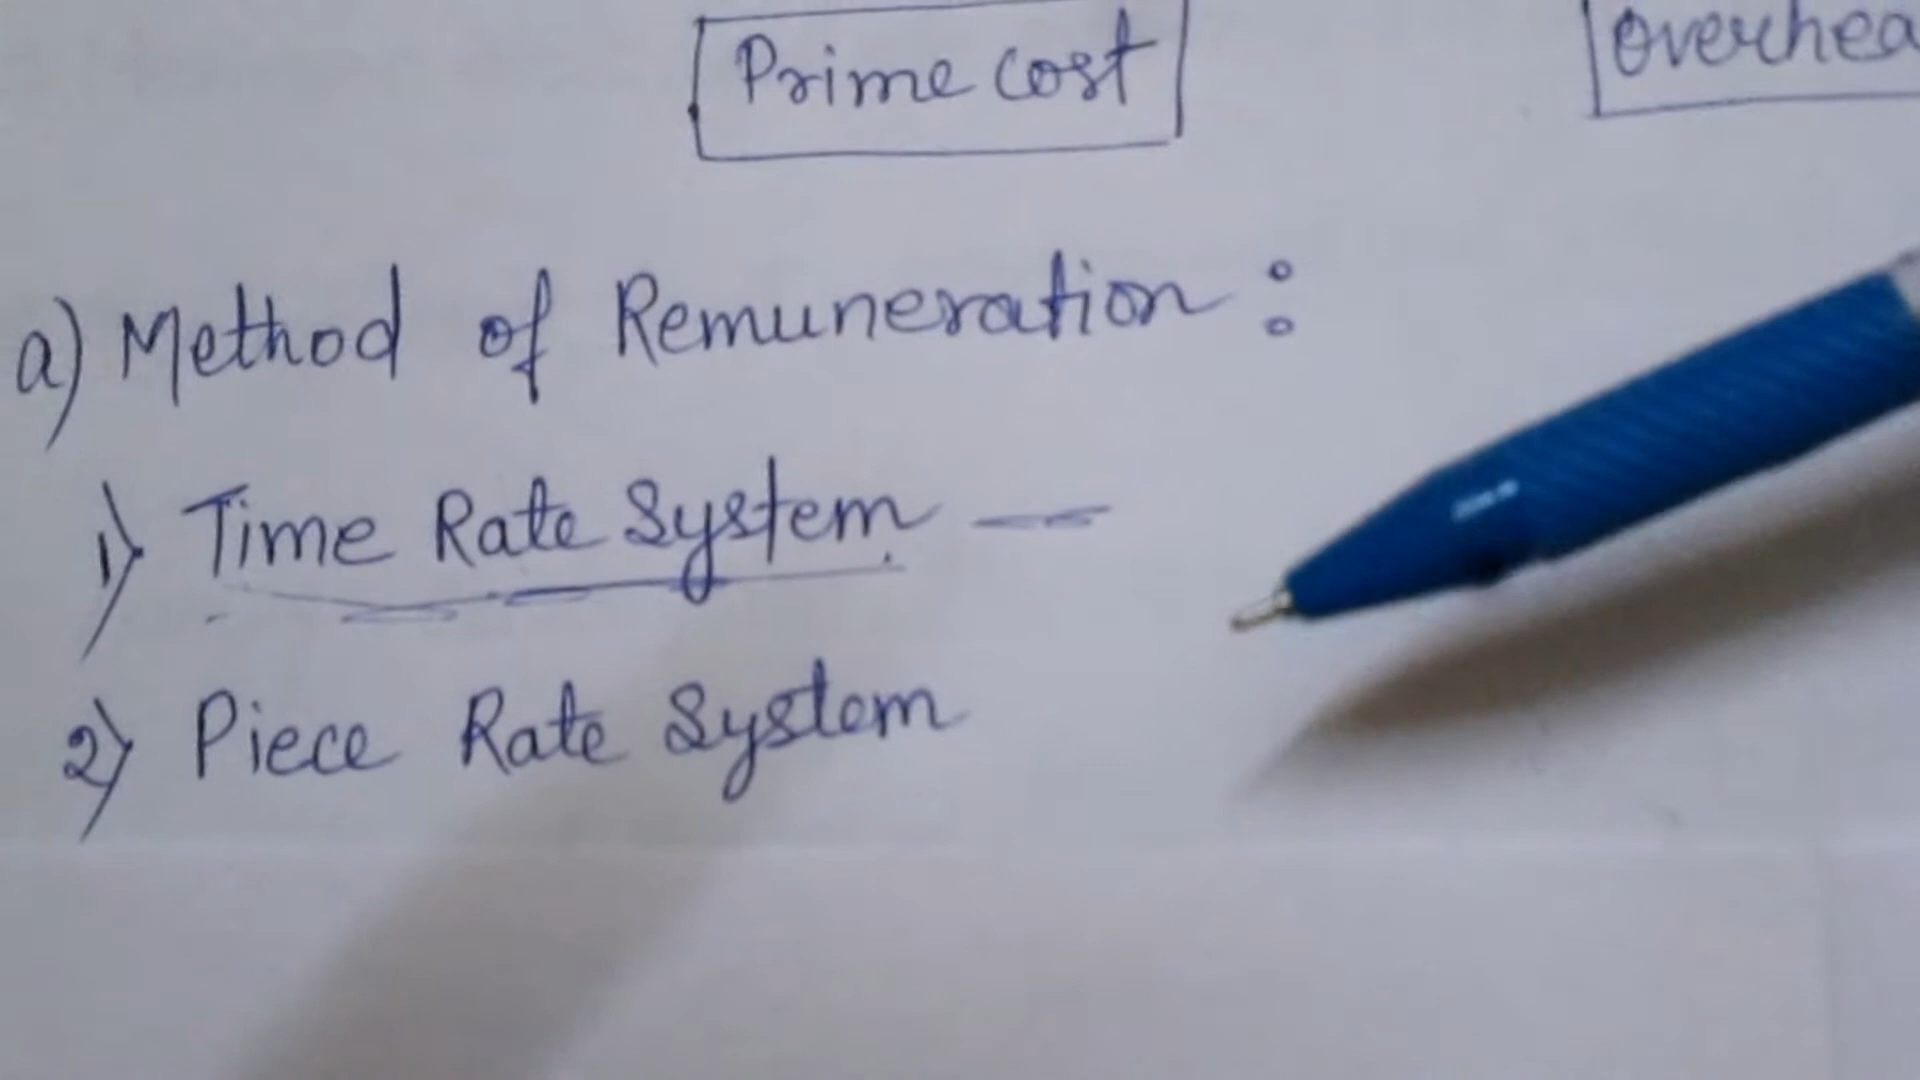 Prime cost
a) Method of Remuneration :
1) Time Rate System —
2) Piece Rate System